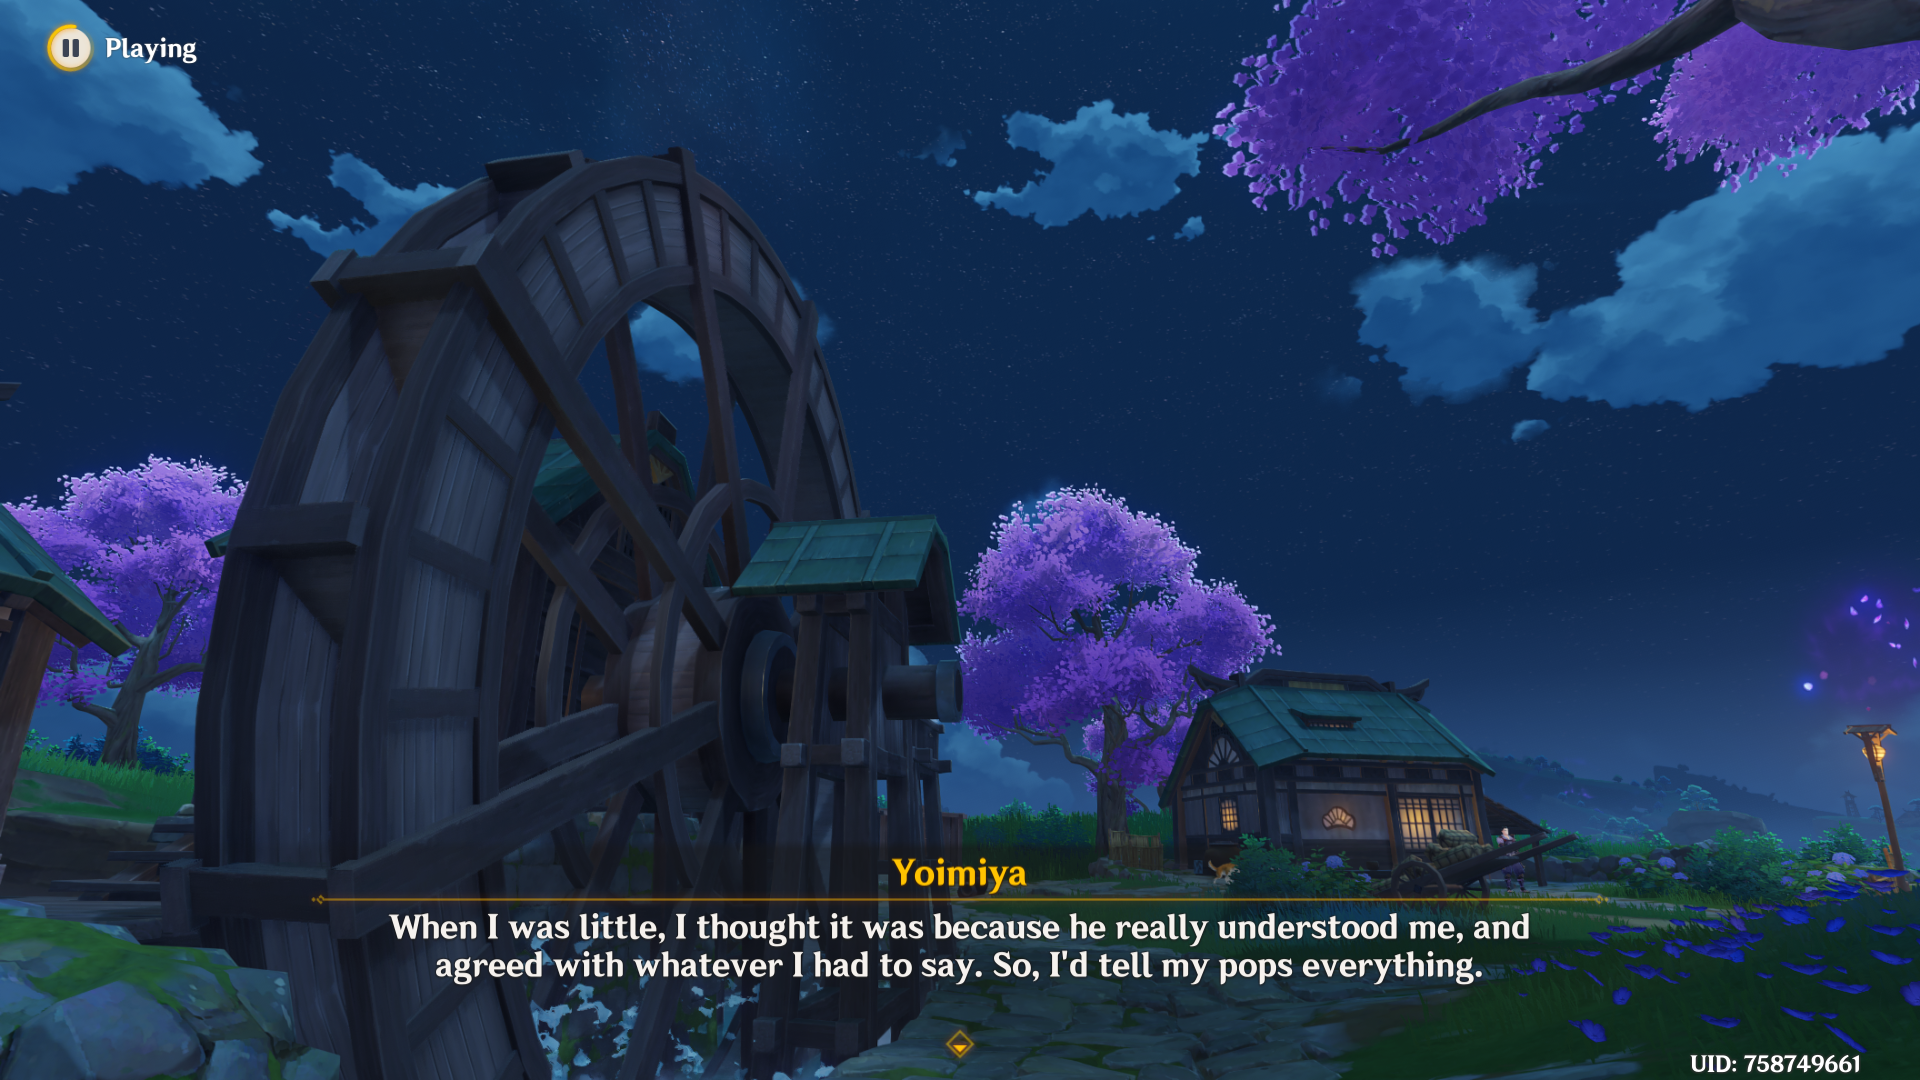 Playing
Yoimiya
When I was little, I thought it was because he really understood me, and
agreed with whatever I had to say. So, I'd tell my pops everything.
UID: 758749661